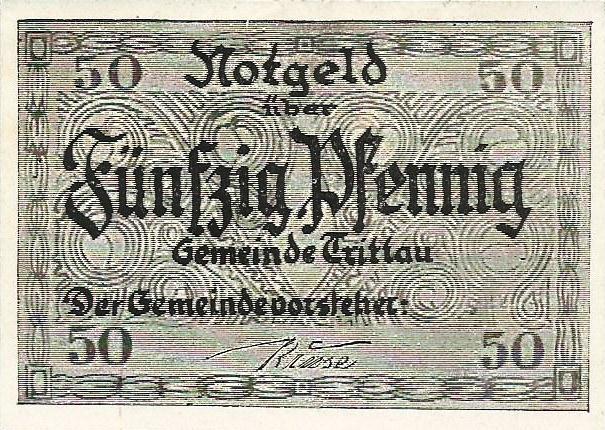 50 Notgeld 50
über
Fünfzig Pfennig
Gemeinde Trittau
Der Gemeindevorsteher:
50 50